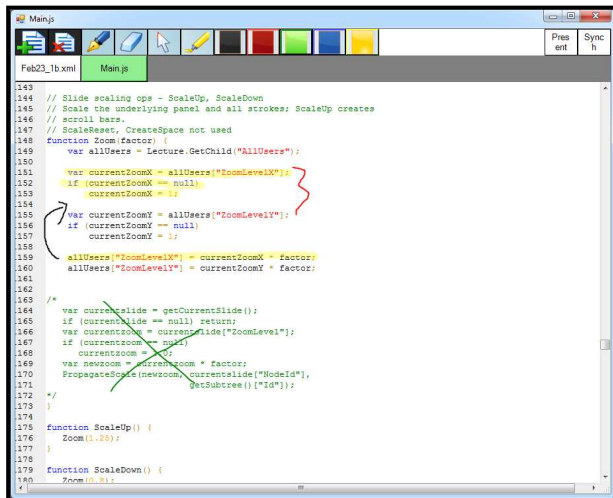 Main.js
Pres
ent
Sync
h
Feb23_1b.xml
Main.js
143
144 // Slide scaling ops - ScaleUp, ScaleDown
145 // Scale the underlying panel and all strokes; ScaleUp creates
146 // scroll bars.
147 // ScaleReset, CreateSpace not used
148 function Zoom(factor) {
149 var allUsers = Lecture.GetChild("AllUsers");
150
151 var currentZoomX = allUsers["ZoomLevelX"];
152 if (currentZoomX == null)
153 currentZoomX = 1;
154
155 var currentZoomY = allUsers["ZoomLevelY"];
156 if (currentZoomY == null)
157 currentZoomY = 1;
158
159 allUsers["ZoomLevelX"] = currentZoomX * factor;
160 allUsers["ZoomLevelY"] = currentZoomY * factor;
161
162
163 /*
164 var currentslide = getCurrentSlide();
165 if (currentslide == null) return;
166 var currentzoom = currentslide["ZoomLevel"];
167 if (currentzoom == null)
168 currentzoom = 1.0;
169 var newzoom = currentzoom * factor;
170 PropagateScale(newzoom, currentslide["NodeId"],
171 getSubtree()["Id"]);
172 */
173 }
174
175 function ScaleUp() {
176 Zoom(1.25);
177 }
178
179 function ScaleDown() {
180 Zoom(0.8);